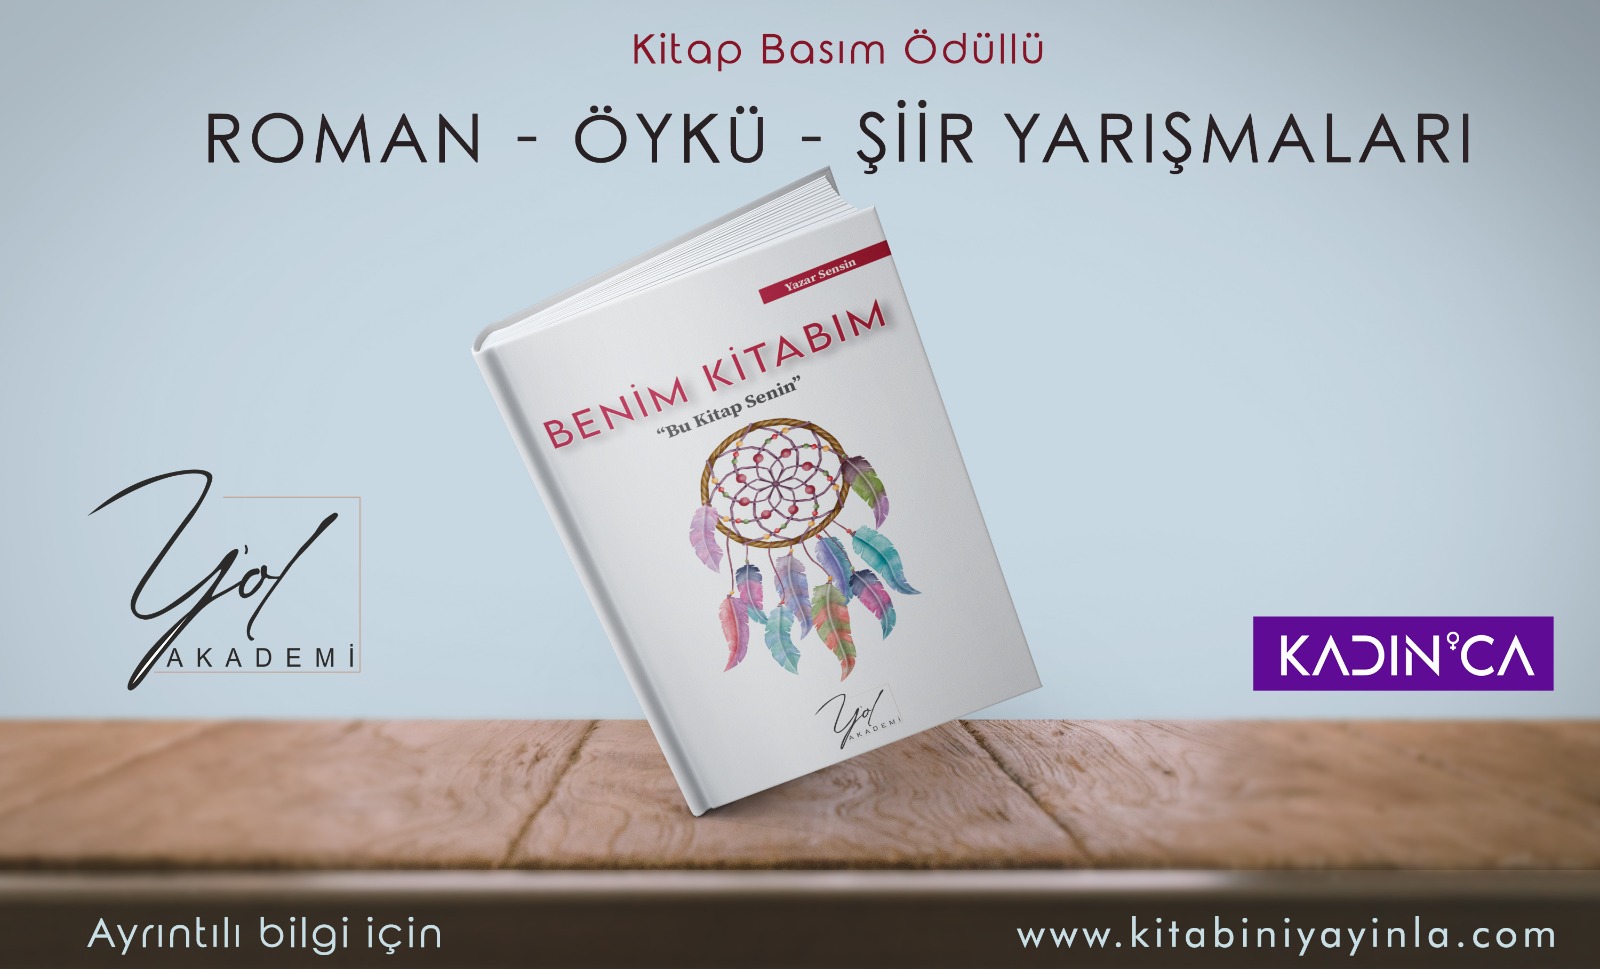 Kitap Basım Ödüllü
ROMAN - ÖYKÜ - ŞİİR YARIŞMALARI
Yazar Sensin
BENİM KİTABIM
“Bu Kitap Senin”
Yol
AKADEMİ
Yol
AKADEMİ
KADIN'CA
Ayrıntılı bilgi için
www.kitabiniyayinla.com